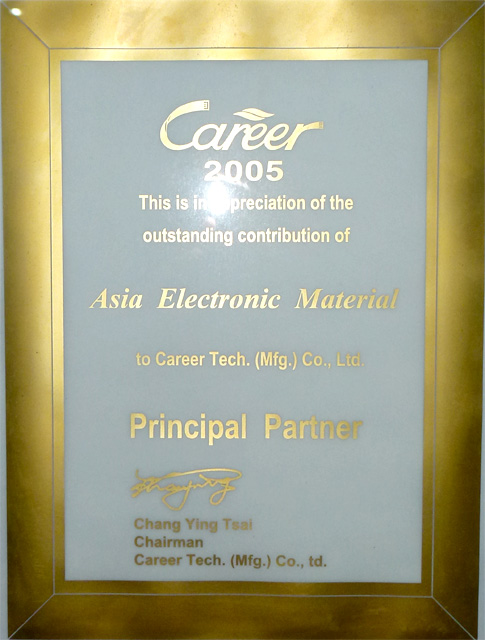 Career
2005
This is in appreciation of the
outstanding contribution of
Asia Electronic Material
to Career Tech. (Mfg.) Co., Ltd.
Principal Partner
Chang Ying Tsai
Chairman
Career Tech. (Mfg.) Co., td.